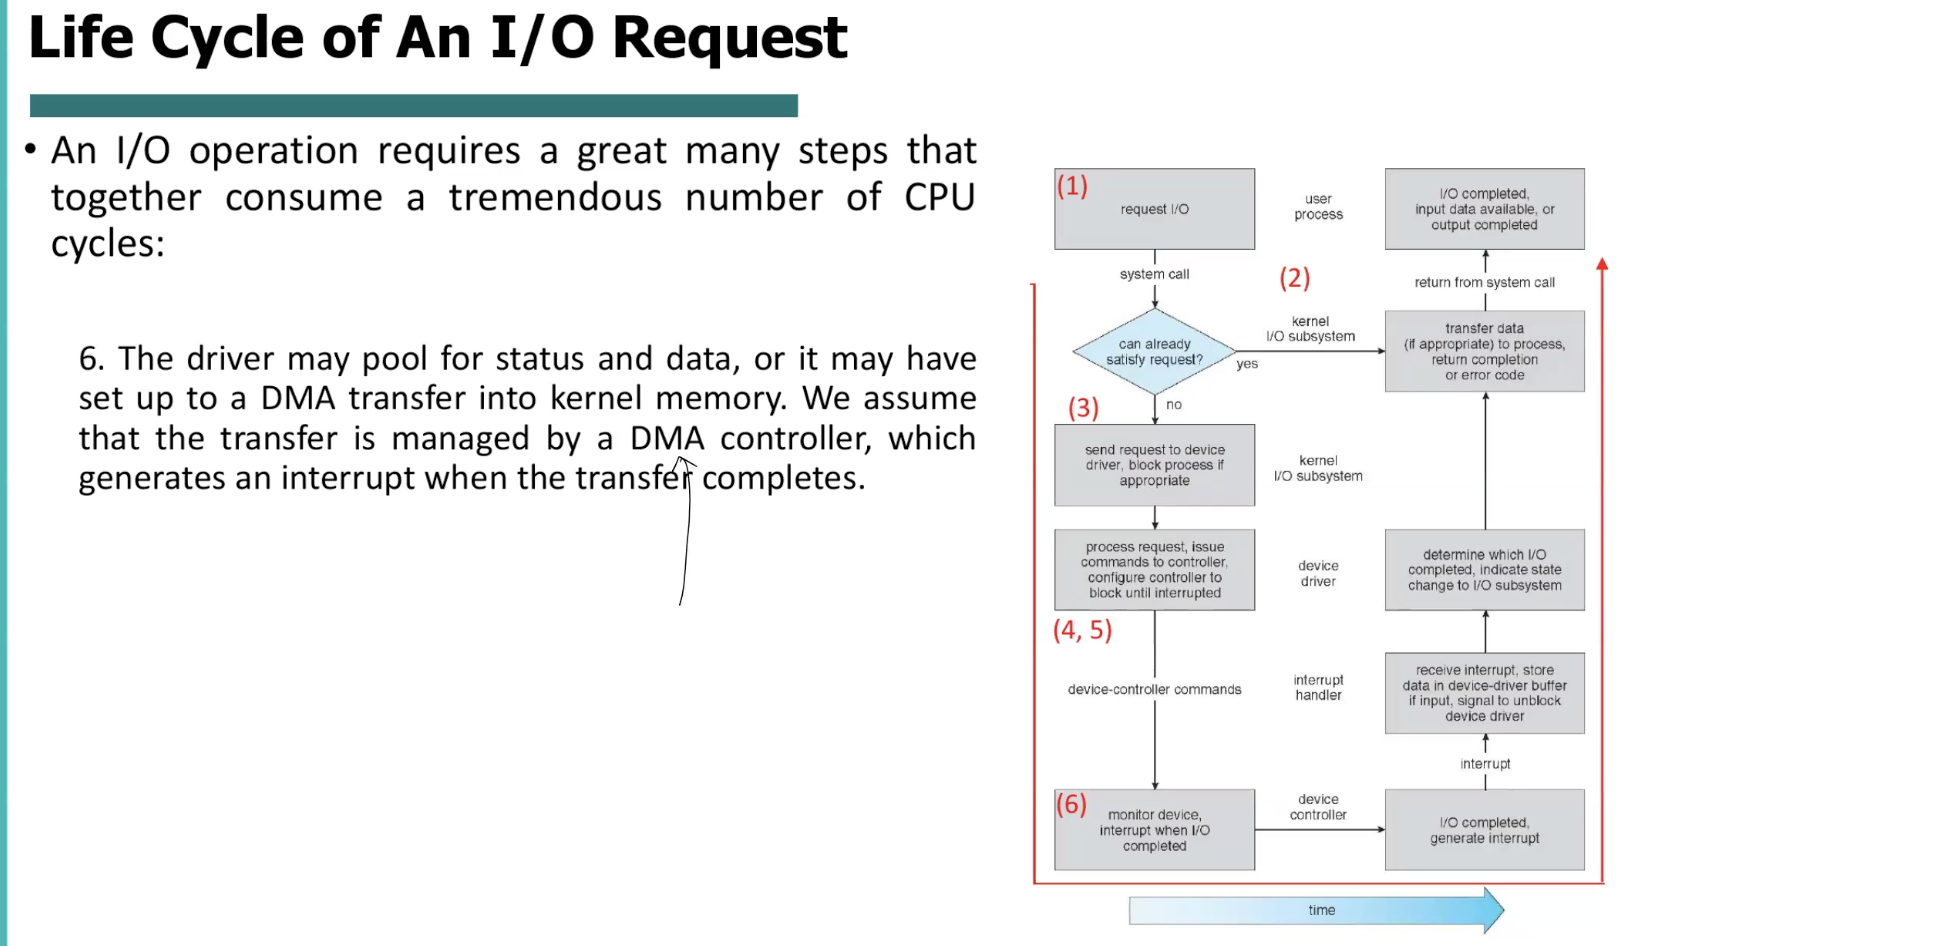 Life Cycle of An I/O Request
• An I/O operation requires a great many steps that
together consume a tremendous number of CPU
cycles:
6. The driver may pool for status and data, or it may have
set up to a DMA transfer into kernel memory. We assume
that the transfer is managed by a DMA controller, which
generates an interrupt when the transfer completes.
(1)
request I/O
user
process
I/O completed,
input data available, or
output completed
system call
(2)
return from system call
can already
satisfy request?
yes
kernel
I/O subsystem
transfer data
(if appropriate) to process,
return completion
or error code
no
(3)
send request to device
driver, block process if
appropriate
kernel
I/O subsystem
process request, issue
commands to controller,
configure controller to
block until interrupted
device
driver
determine which I/O
completed, indicate state
change to I/O subsystem
(4, 5)
device-controller commands
interrupt
handler
receive interrupt, store
data in device-driver buffer
if input, signal to unblock
device driver
interrupt
(6)
monitor device,
interrupt when I/O
completed
device
controller
I/O completed,
generate interrupt
time